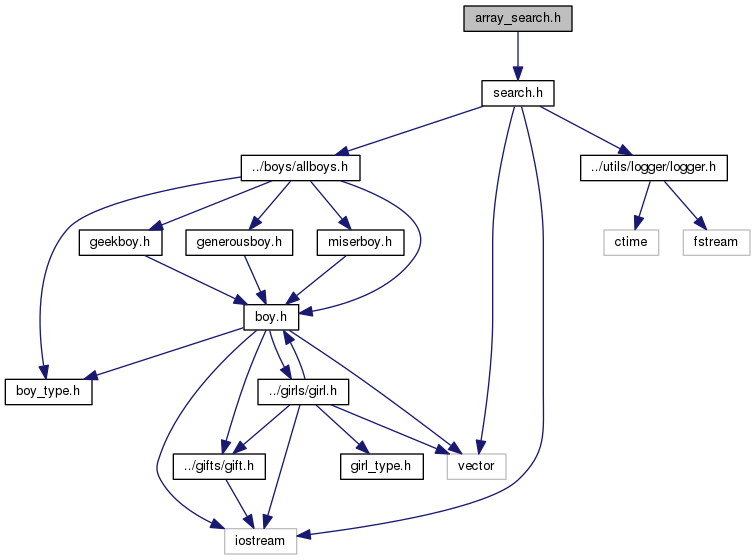 array_search.h
search.h
../boys/allboys.h
../utils/logger/logger.h
geekboy.h
generousboy.h
miserboy.h
ctime
fstream
boy.h
boy_type.h
../girls/girl.h
../gifts/gift.h
girl_type.h
vector
iostream